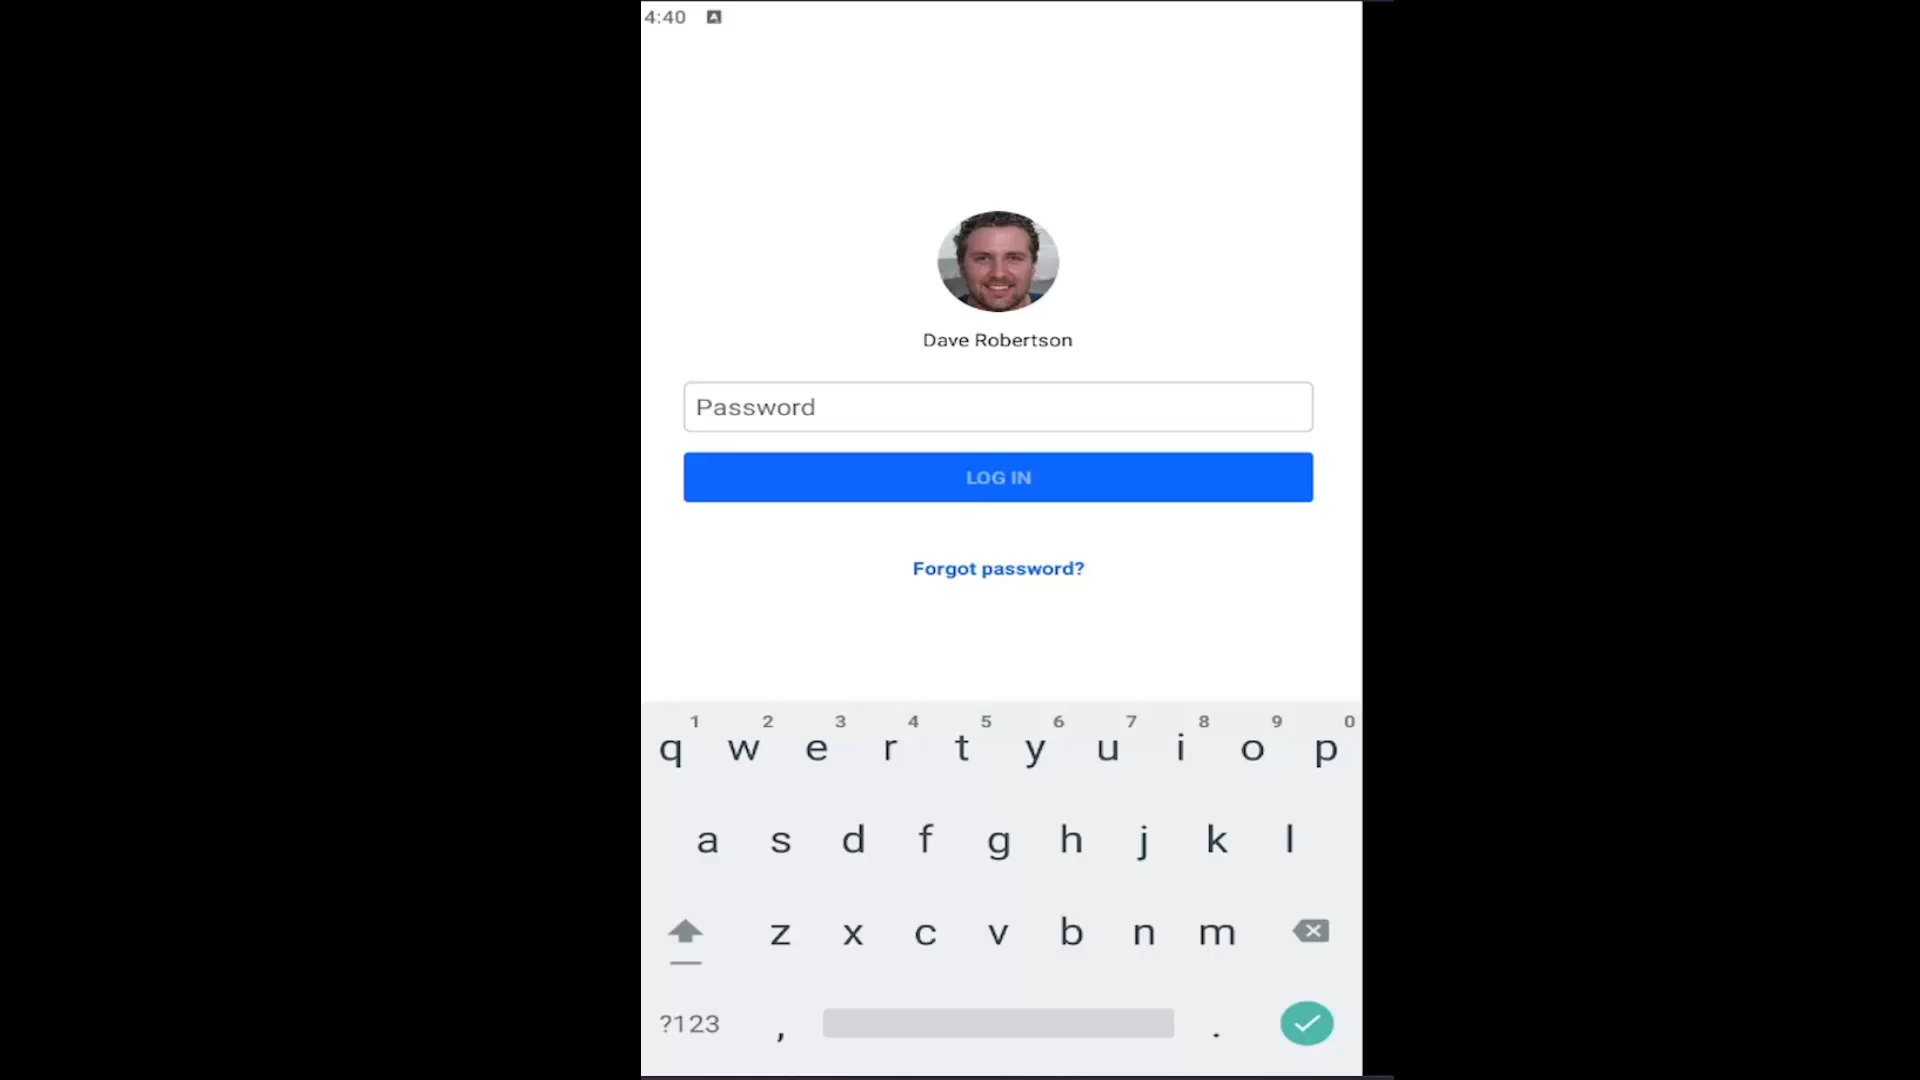 4:40
Dave Robertson
Password
LOG IN
Forgot password?
1 2 3 4 5 6 7 8 9 0
q w e r t y u i o p
a s d f g h j k l
z x c v b n m
?123 , .